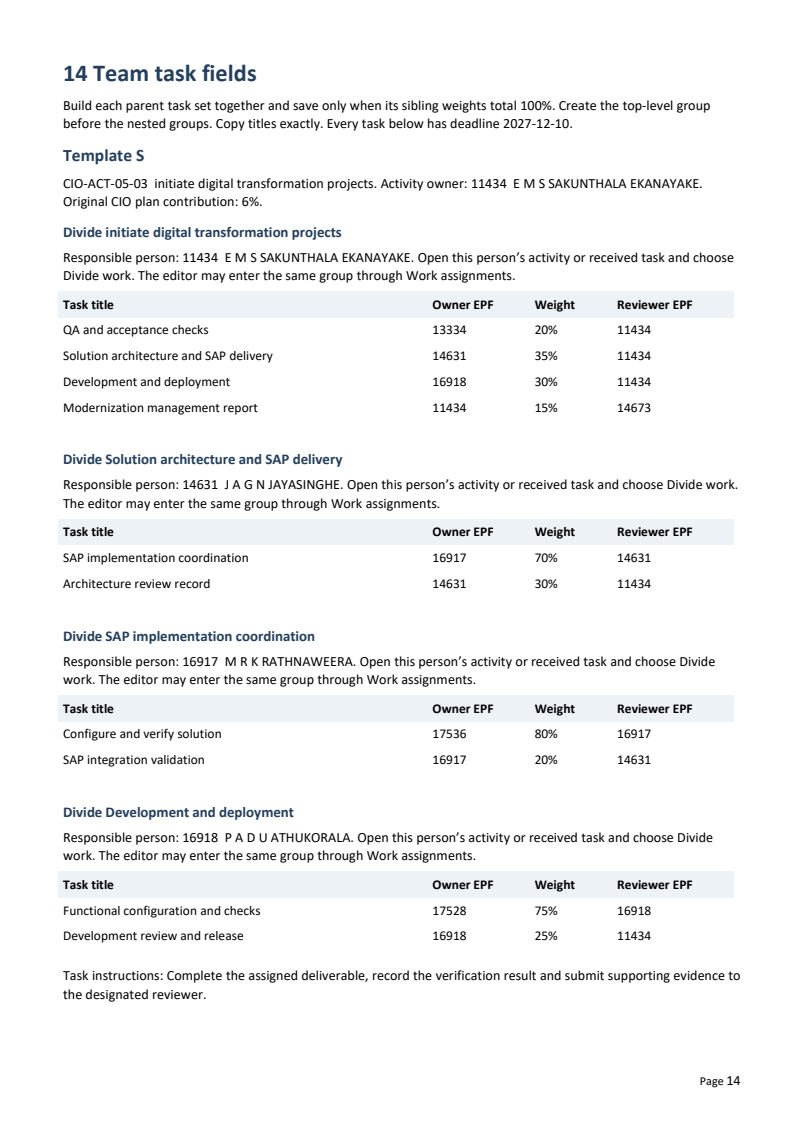 14 Team task fields
Build each parent task set together and save only when its sibling weights total 100%. Create the top-level group
before the nested groups. Copy titles exactly. Every task below has deadline 2027-12-10.
Template S
CIO-ACT-05-03  initiate digital transformation projects. Activity owner: 11434  E M S SAKUNTHALA EKANAYAKE.
Original CIO plan contribution: 6%.
Divide initiate digital transformation projects
Responsible person: 11434  E M S SAKUNTHALA EKANAYAKE. Open this person’s activity or received task and choose
Divide work. The editor may enter the same group through Work assignments.
Task title Owner EPF Weight Reviewer EPF
QA and acceptance checks 13334 20% 11434
Solution architecture and SAP delivery 14631 35% 11434
Development and deployment 16918 30% 11434
Modernization management report 11434 15% 14673
Divide Solution architecture and SAP delivery
Responsible person: 14631  J A G N JAYASINGHE. Open this person’s activity or received task and choose Divide work.
The editor may enter the same group through Work assignments.
Task title Owner EPF Weight Reviewer EPF
SAP implementation coordination 16917 70% 14631
Architecture review record 14631 30% 11434
Divide SAP implementation coordination
Responsible person: 16917  M R K RATHNAWEERA. Open this person’s activity or received task and choose Divide
work. The editor may enter the same group through Work assignments.
Task title Owner EPF Weight Reviewer EPF
Configure and verify solution 17536 80% 16917
SAP integration validation 16917 20% 14631
Divide Development and deployment
Responsible person: 16918  P A D U ATHUKORALA. Open this person’s activity or received task and choose Divide
work. The editor may enter the same group through Work assignments.
Task title Owner EPF Weight Reviewer EPF
Functional configuration and checks 17528 75% 16918
Development review and release 16918 25% 11434
Task instructions: Complete the assigned deliverable, record the verification result and submit supporting evidence to
the designated reviewer.
Page 14